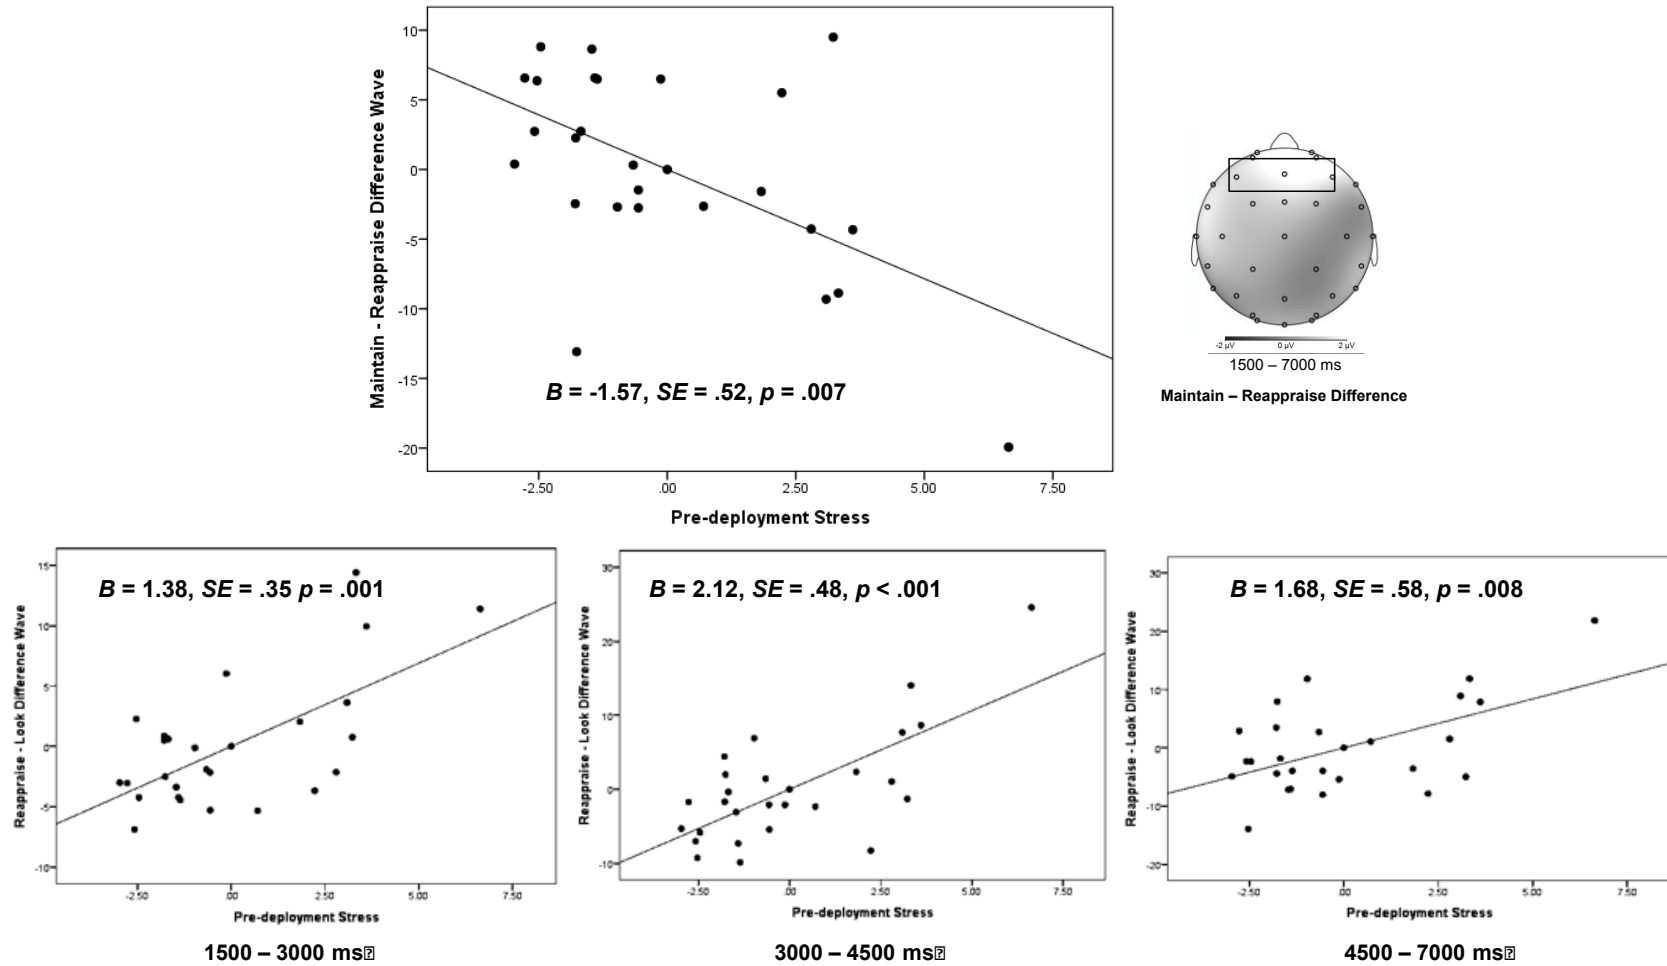 10
5
0
-5
-10
-15
-20
Maintain - Reappraise Difference Wave
B = -1.57, SE = .52, p = .007
-2.50 .00 2.50 5.00 7.50
Pre-deployment Stress
-2 µV 0 µV 2 µV
1500 – 7000 ms
Maintain – Reappraise Difference
15
10
5
0
-5
-10
Reappraise - Look Difference Wave
B = 1.38, SE = .35 p = .001
-2.50 .00 2.50 5.00 7.50
Pre-deployment Stress
1500 – 3000 ms
30
20
10
0
-10
Reappraise - Look Difference Wave
B = 2.12, SE = .48, p < .001
-2.50 .00 2.50 5.00 7.50
Pre-deployment Stress
3000 – 4500 ms
30
20
10
0
-10
-20
Reappraise - Look Difference Wave
B = 1.68, SE = .58, p = .008
-2.50 .00 2.50 5.00 7.50
Pre-deployment Stress
4500 – 7000 ms